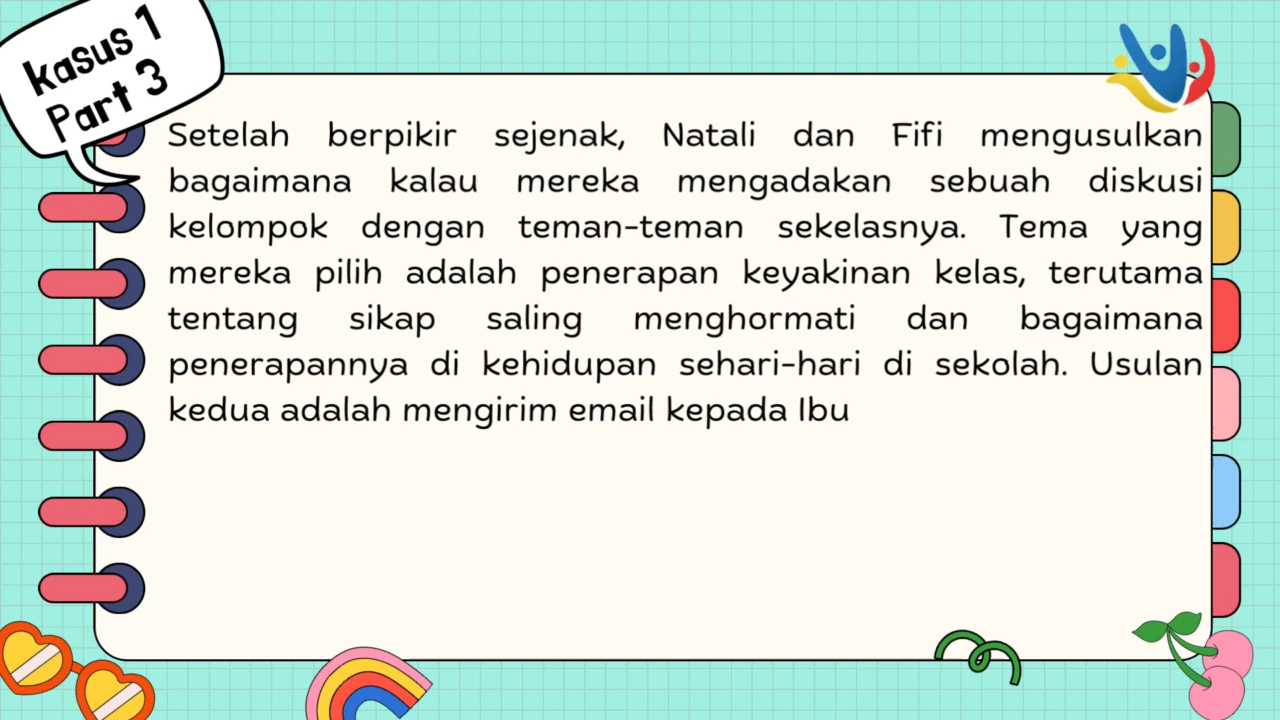 Kasus 1
Part 3
Setelah berpikir sejenak, Natali dan Fifi mengusulkan
bagaimana kalau mereka mengadakan sebuah diskusi
kelompok dengan teman-teman sekelasnya. Tema yang
mereka pilih adalah penerapan keyakinan kelas, terutama
tentang sikap saling menghormati dan bagaimana
penerapannya di kehidupan sehari-hari di sekolah. Usulan
kedua adalah mengirim email kepada Ibu